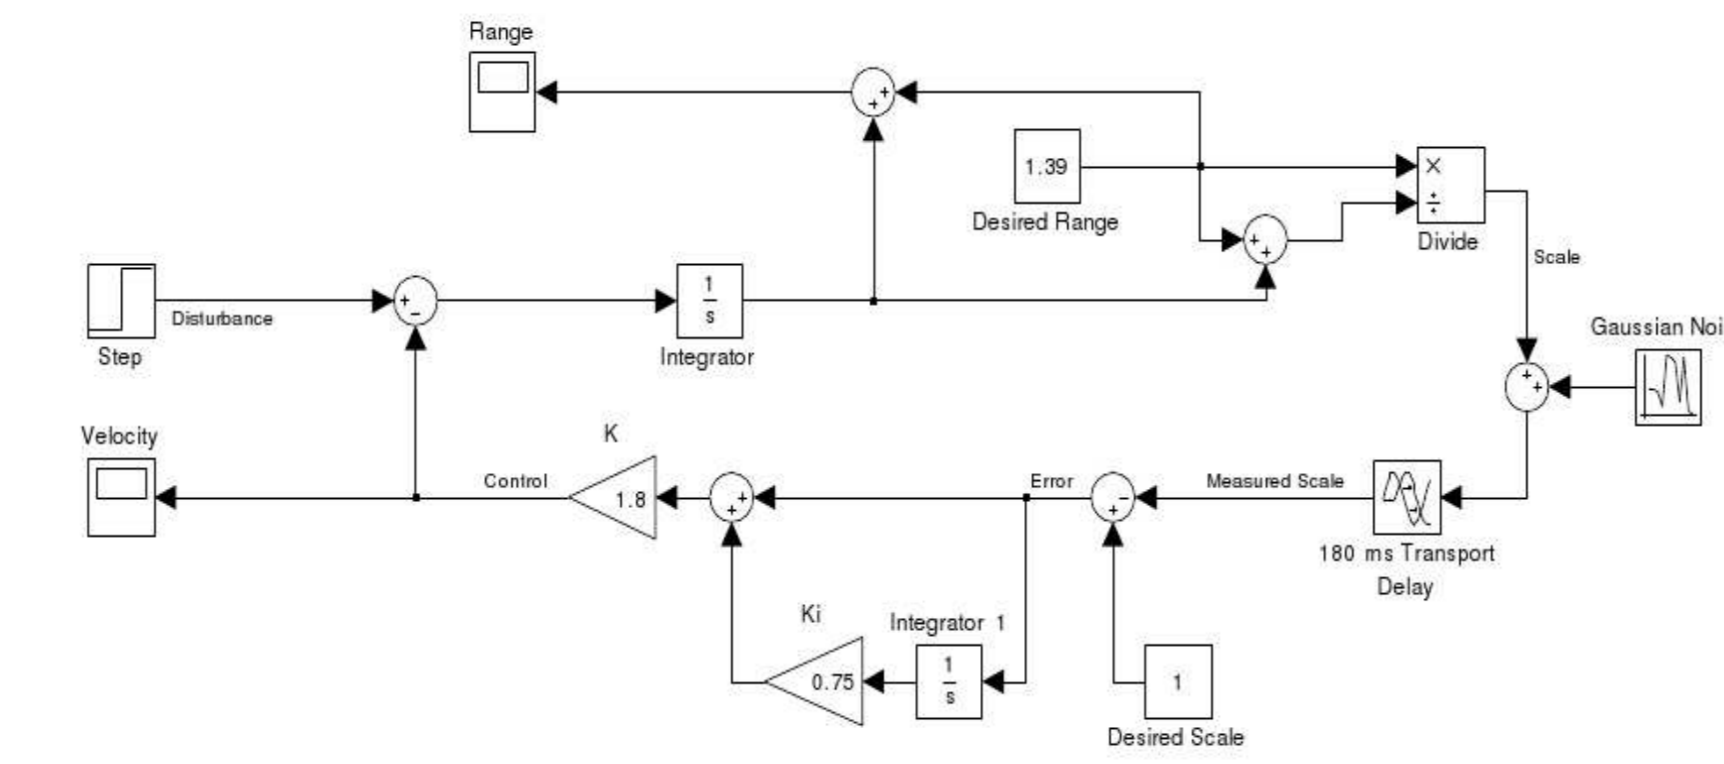 Range
+
+
1.39
×
÷
Desired Range
+
+
Divide
Scale
Disturbance
+
−
1
s
Step
Integrator
Gaussian Noi
+
+
Velocity
K
Control
1.8
+
+
Error
−
+
Measured Scale
180 ms Transport
Delay
Ki
Integrator 1
0.75
1
s
1
Desired Scale